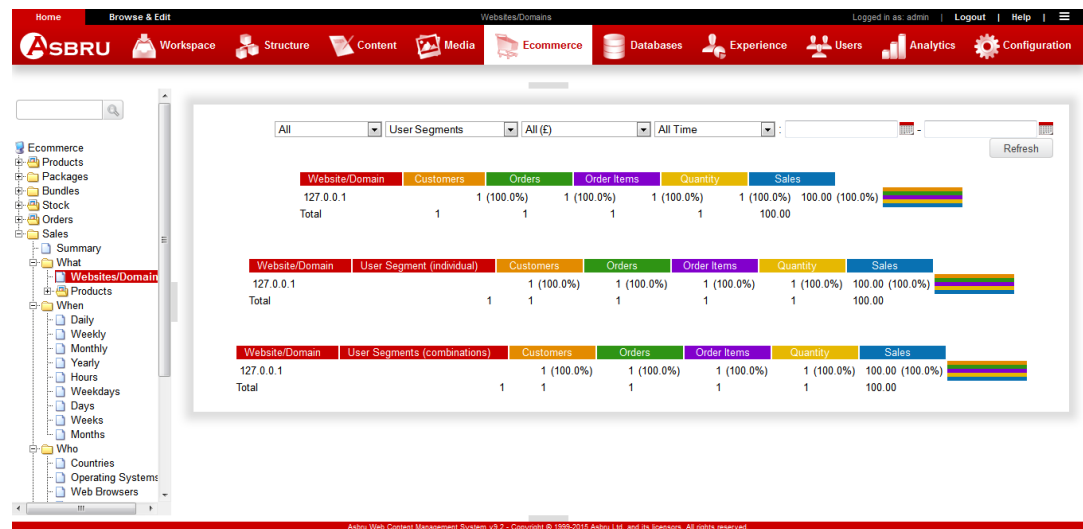 Home Browse & Edit Websites/Domains Logged in as: admin | Logout | Help |
ASBRU Workspace Structure Content Media Ecommerce Databases Experience Users Analytics Configuration
All User Segments All (£) All Time : -
Refresh
Ecommerce
Products
Packages
Bundles
Stock
Orders
Sales
Summary
What
Websites/Domain
Products
When
Daily
Weekly
Monthly
Yearly
Hours
Weekdays
Days
Weeks
Months
Who
Countries
Operating Systems
Web Browsers
Website/Domain Customers Orders Order Items Quantity Sales
127.0.0.1 1 (100.0%) 1 (100.0%) 1 (100.0%) 1 (100.0%) 100.00 (100.0%)
Total 1 1 1 1 100.00
Website/Domain User Segment (individual) Customers Orders Order Items Quantity Sales
127.0.0.1 1 (100.0%) 1 (100.0%) 1 (100.0%) 1 (100.0%) 100.00 (100.0%)
Total 1 1 1 1 1 100.00
Website/Domain User Segments (combinations) Customers Orders Order Items Quantity Sales
127.0.0.1 1 (100.0%) 1 (100.0%) 1 (100.0%) 1 (100.0%) 100.00 (100.0%)
Total 1 1 1 1 1 100.00
Asbru Web Content Management System v9.2 - Copyright © 1999-2015 Asbru Ltd. and its licensors. All rights reserved.